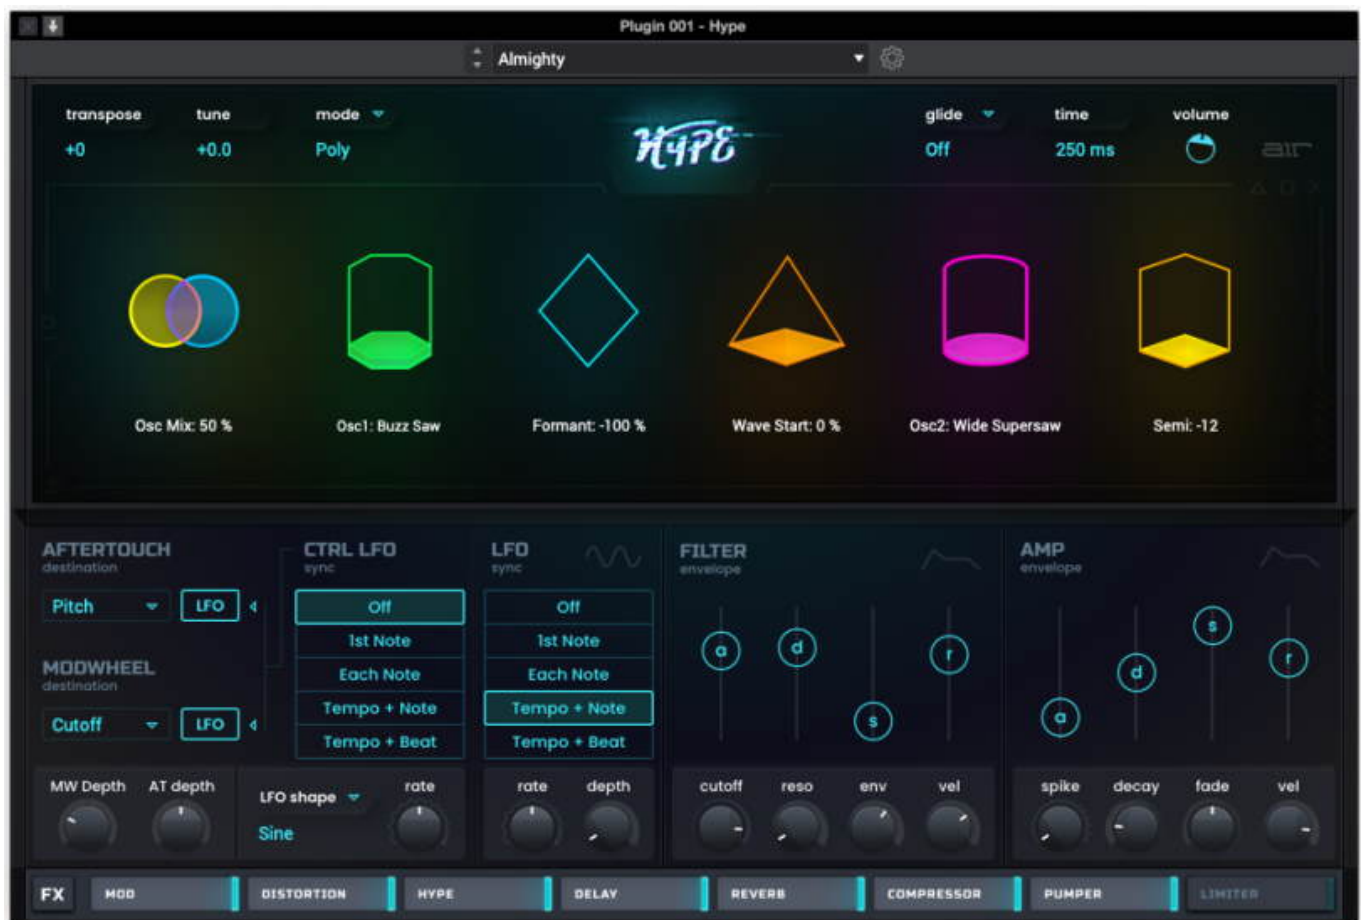 Plugin 001 - Hype
Almighty
transpose tune mode glide time volume
+0 +0.0 Poly HYPE Off 250 ms air
Osc Mix: 50 % Osc1: Buzz Saw Formant: -100 % Wave Start: 0 % Osc2: Wide Supersaw Semi: -12
AFTERTOUCH CTRL LFO LFO FILTER AMP
destination sync sync envelope envelope
Pitch LFO Off Off
1st Note 1st Note
a d s r a d s r
MODWHEEL Each Note Each Note
destination
Tempo + Note Tempo + Note
Cutoff LFO
Tempo + Beat Tempo + Beat
MW Depth AT depth LFO shape rate rate depth cutoff reso env vel spike decay fade vel
Sine
FX MOD DISTORTION HYPE DELAY REVERB COMPRESSOR PUMPER LIMITER